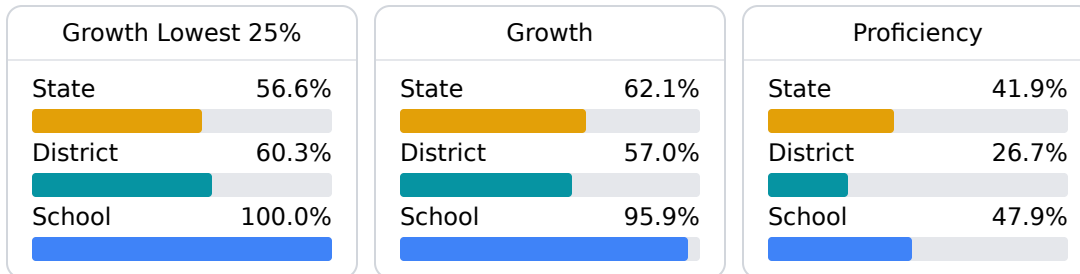 Growth Lowest 25%
State 56.6%
District 60.3%
School 100.0%
Growth
State 62.1%
District 57.0%
School 95.9%
Proficiency
State 41.9%
District 26.7%
School 47.9%